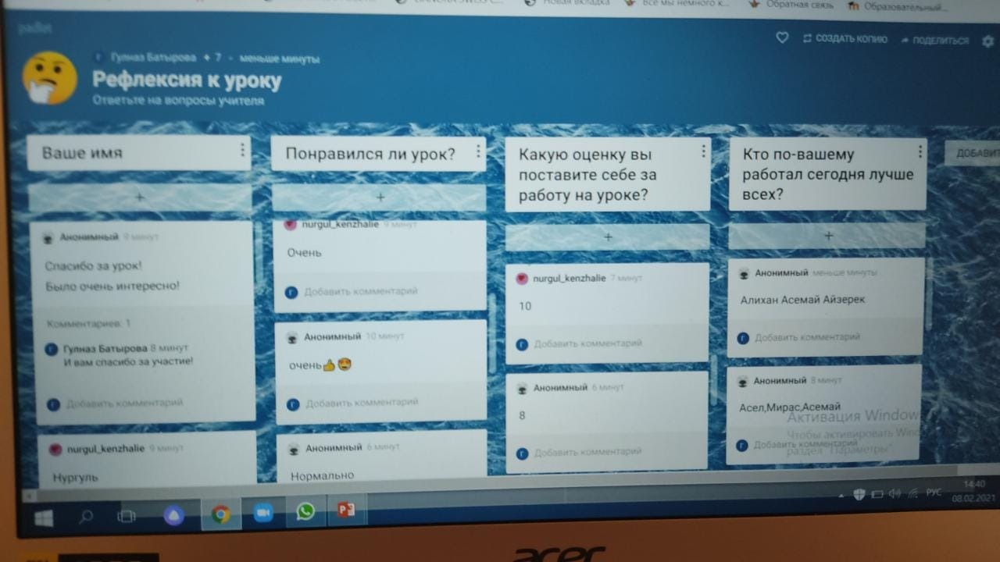 Новая вкладка
Все мы немного к...
Обратная связь
Образовательный...
padlet
Гулназ Батырова + 7 • меньше минуты
Рефлексия к уроку
Ответьте на вопросы учителя
СОЗДАТЬ КОПИЮ
ПОДЕЛИТЬСЯ
Ваше имя
+
Анонимный 9 минут
Спасибо за урок!
Было очень интересно!
Комментариев: 1
Гулназ Батырова 8 минут
И вам спасибо за участие!
Добавить комментарий
nurgul_kenzhalie 9 минут
Нургуль
Понравился ли урок?
+
nurgul_kenzhalie 9 минут
Очень
Добавить комментарий
Анонимный 10 минут
очень👍😍
Добавить комментарий
Анонимный 6 минут
Нормально
Какую оценку вы
поставите себе за
работу на уроке?
+
nurgul_kenzhalie 7 минут
10
Добавить комментарий
Анонимный 6 минут
8
Добавить комментарий
Кто по-вашему
работал сегодня лучше
всех?
+
Анонимный меньше минуты
Алихан Асемай Айзерек
Добавить комментарий
Анонимный 8 минут
Асел,Мирас,Асемай
Добавить комментарий
ДОБАВИТ
Активация Window
Чтобы активировать Wind
раздел "Параметры".
РУС
14:40
08.02.2021
acer